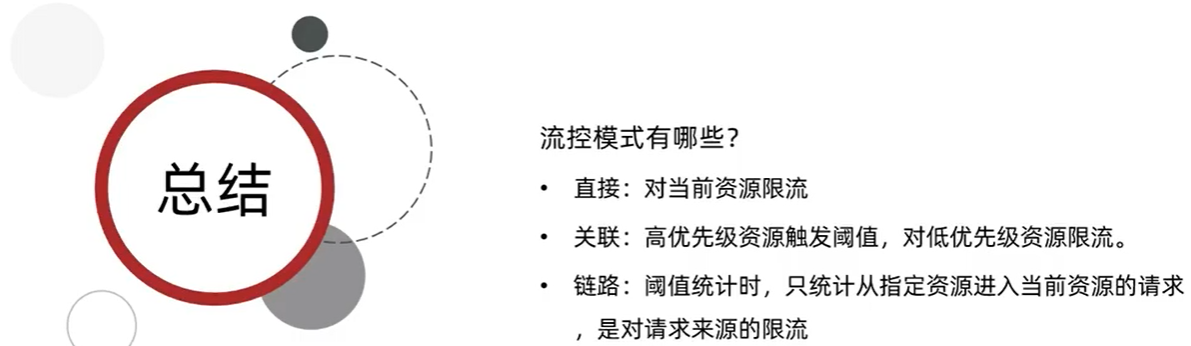 总结
流控模式有哪些？
• 直接：对当前资源限流
• 关联：高优先级资源触发阈值，对低优先级资源限流。
• 链路：阈值统计时，只统计从指定资源进入当前资源的请求
，是对请求来源的限流